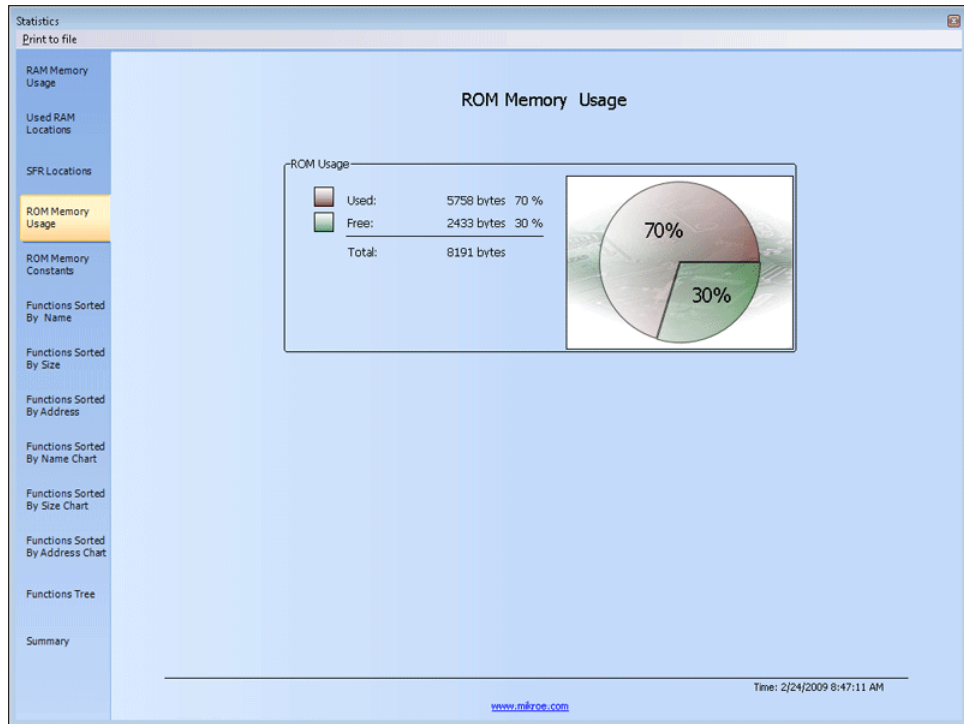 Statistics
Print to file
RAM Memory
Usage
Used RAM
Locations
SFR Locations
ROM Memory
Usage
ROM Memory
Constants
Functions Sorted
By Name
Functions Sorted
By Size
Functions Sorted
By Address
Functions Sorted
By Name Chart
Functions Sorted
By Size Chart
Functions Sorted
By Address Chart
Functions Tree
Summary
ROM Memory Usage
ROM Usage
Used: 5758 bytes 70 %
Free: 2433 bytes 30 %
Total: 8191 bytes
70%
30%
Time: 2/24/2009 8:47:11 AM
www.mikroe.com